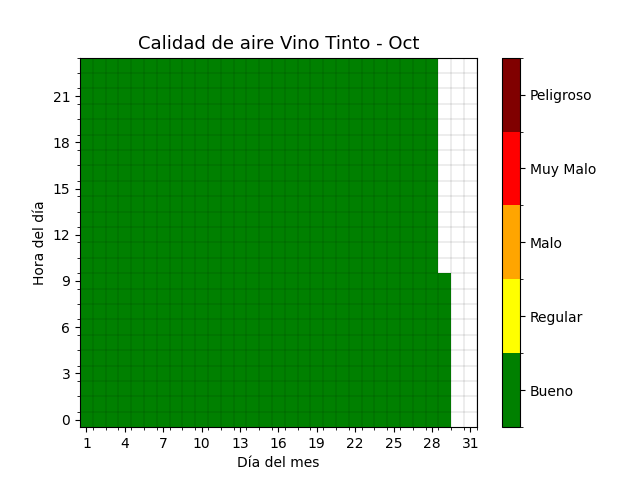 Calidad de aire Vino Tinto - Oct
Hora del día
21
18
15
12
9
6
3
0
1 4 7 10 13 16 19 22 25 28 31
Día del mes
Peligroso
Muy Malo
Malo
Regular
Bueno